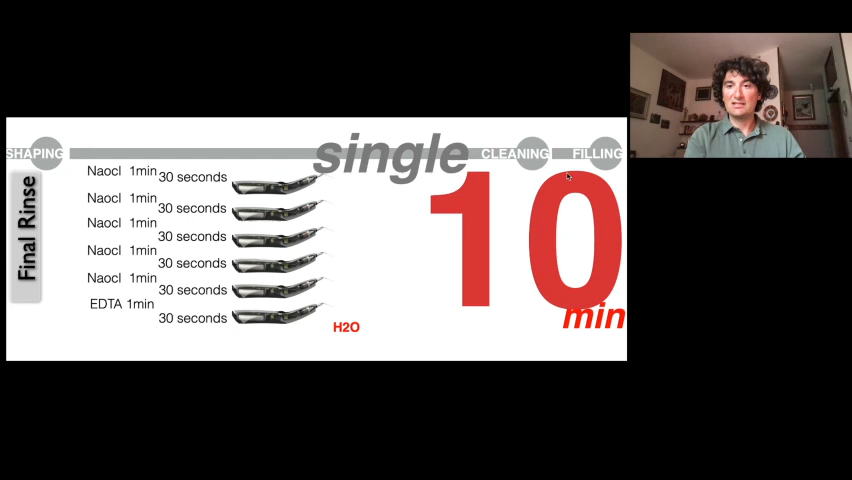 single
SHAPING CLEANING FILLING
Final Rinse
Naocl 1min
30 seconds
Naocl 1min
30 seconds
Naocl 1min
30 seconds
Naocl 1min
30 seconds
Naocl 1min
30 seconds
EDTA 1min
30 seconds
H2O
10
min